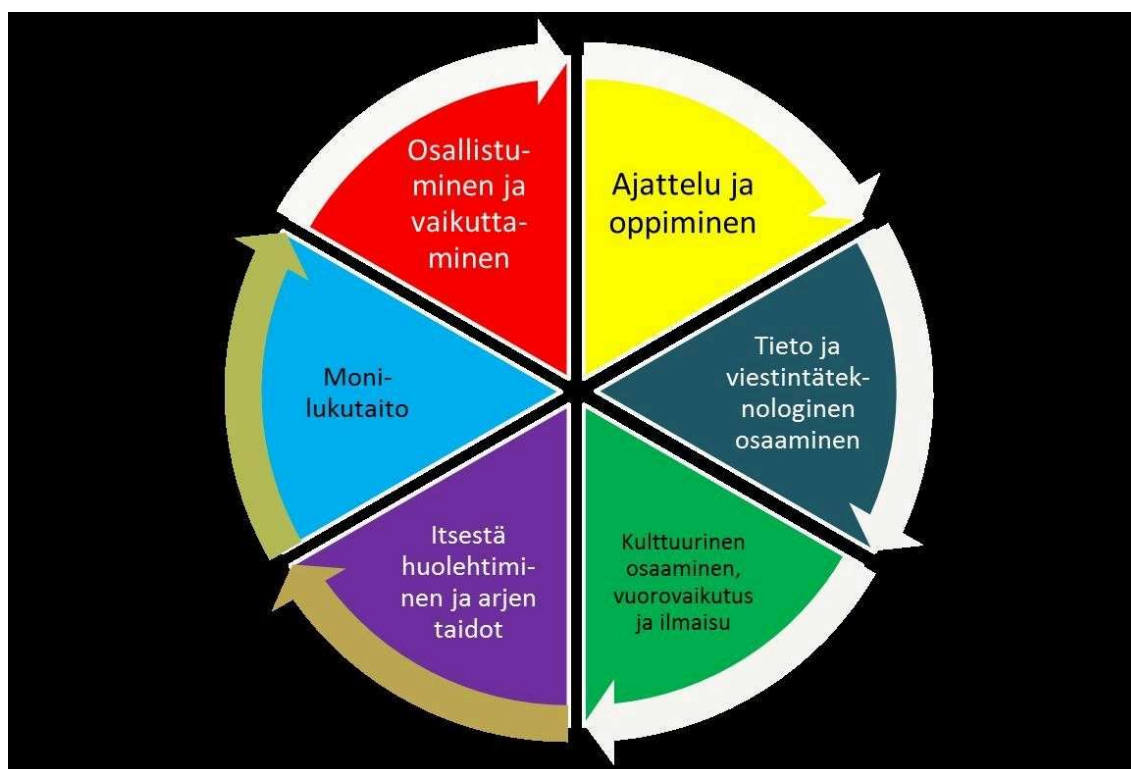 Osallistu-
minen ja
vaikutta-
minen
Ajattelu ja
oppiminen
Tieto ja
viestintätek-
nologinen
osaaminen
Kulttuurinen
osaaminen,
vuorovaikutus
ja ilmaisu
Itsestä
huolehtimi-
nen ja arjen
taidot
Moni-
lukutaito